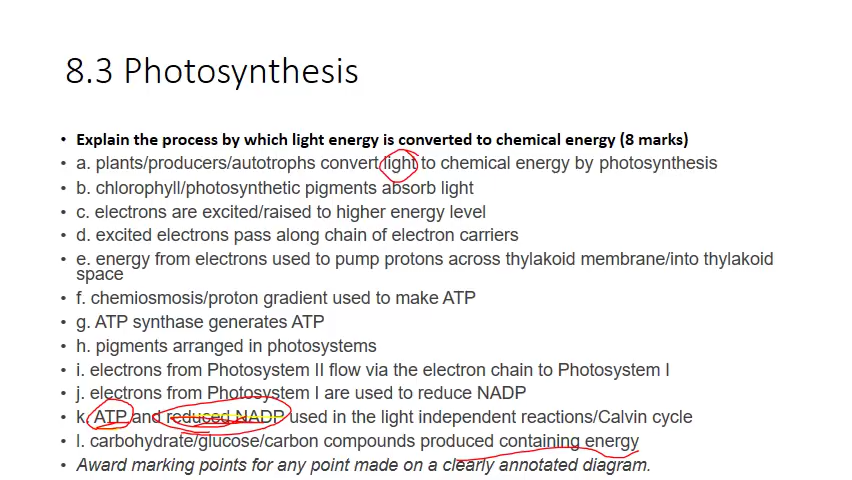 8.3 Photosynthesis
• Explain the process by which light energy is converted to chemical energy (8 marks)
• a. plants/producers/autotrophs convert light to chemical energy by photosynthesis
• b. chlorophyll/photosynthetic pigments absorb light
• c. electrons are excited/raised to higher energy level
• d. excited electrons pass along chain of electron carriers
• e. energy from electrons used to pump protons across thylakoid membrane/into thylakoid
space
• f. chemiosmosis/proton gradient used to make ATP
• g. ATP synthase generates ATP
• h. pigments arranged in photosystems
• i. electrons from Photosystem II flow via the electron chain to Photosystem I
• j. electrons from Photosystem I are used to reduce NADP
• k. ATP and reduced NADP used in the light independent reactions/Calvin cycle
• l. carbohydrate/glucose/carbon compounds produced containing energy
• Award marking points for any point made on a clearly annotated diagram.